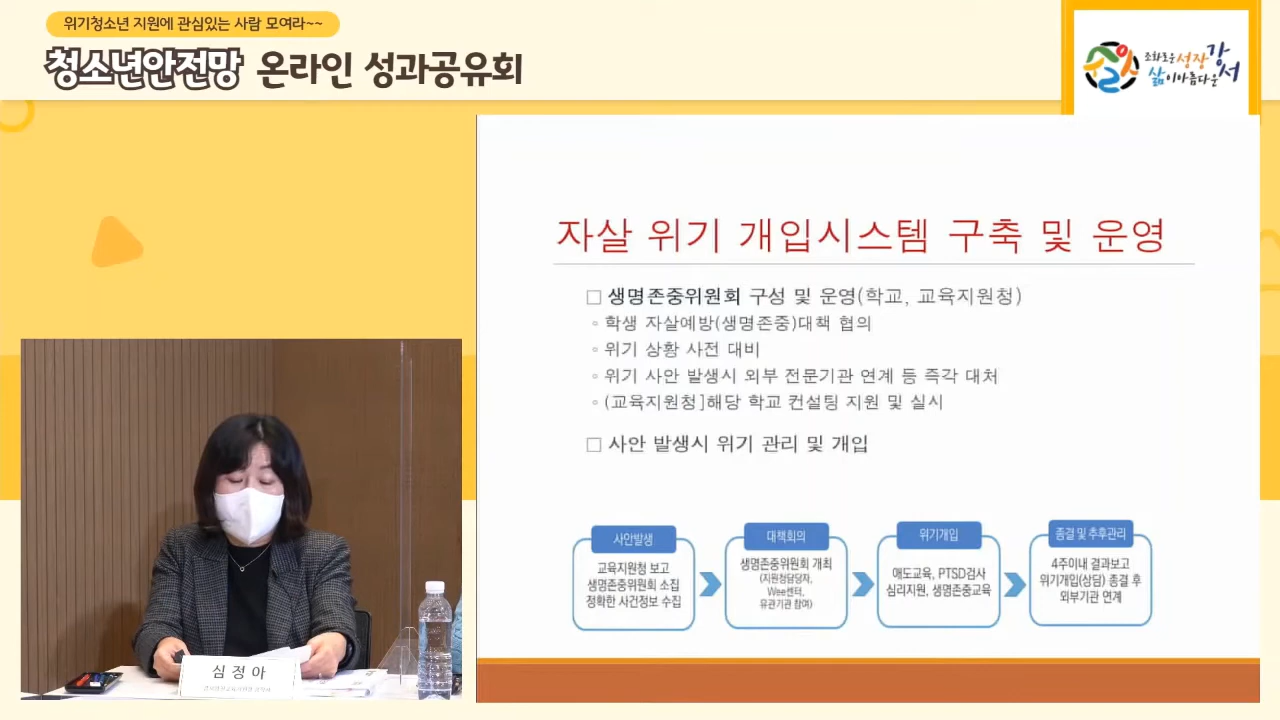 위기청소년 지원에 관심있는 사람 모여라~~
청소년안전망 온라인 성과공유회
조화로운 성장 강서
삶이 아름다운
자살 위기 개입시스템 구축 및 운영
□ 생명존중위원회 구성 및 운영(학교, 교육지원청)
◦ 학생 자살예방(생명존중)대책 협의
◦ 위기 상황 사전 대비
◦ 위기 사안 발생시 외부 전문기관 연계 등 즉각 대처
◦ (교육지원청]해당 학교 컨설팅 지원 및 실시
□ 사안 발생시 위기 관리 및 개입
사안발생
교육지원청 보고
생명존중위원회 소집
정확한 사건정보 수집
대책회의
생명존중위원회 개최
(지원청담당자,
Wee센터,
유관기관 참여)
위기개입
애도교육, PTSD검사
심리지원, 생명존중교육
종결 및 추후관리
4주이내 결과보고
위기개입(상담) 종결 후
외부기관 연계
심정아